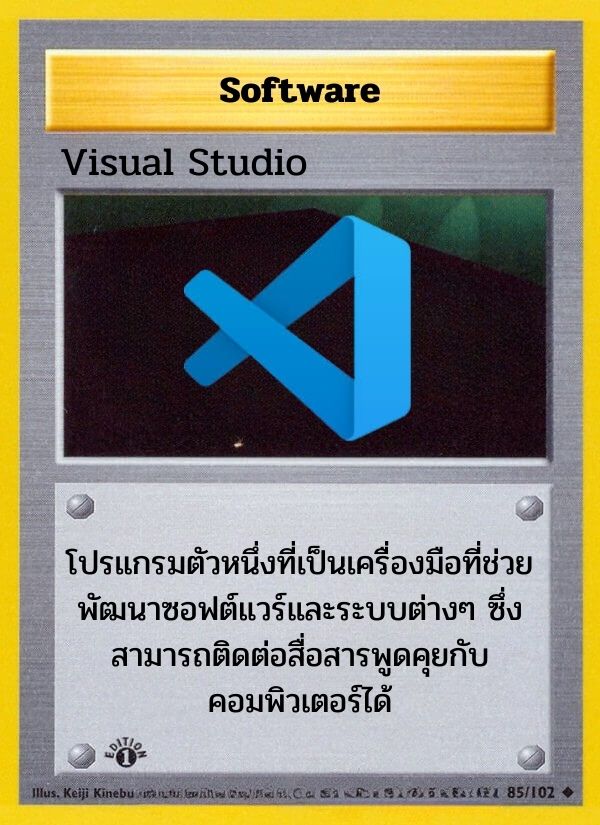 Software
Visual Studio
โปรแกรมตัวหนึ่งที่เป็นเครื่องมือที่ช่วย
พัฒนาซอฟต์แวร์และระบบต่างๆ ซึ่ง
สามารถติดต่อสื่อสารพูดคุยกับ
คอมพิวเตอร์ได้
EDITION
1
Illus. Keiji Kinebu 85/102